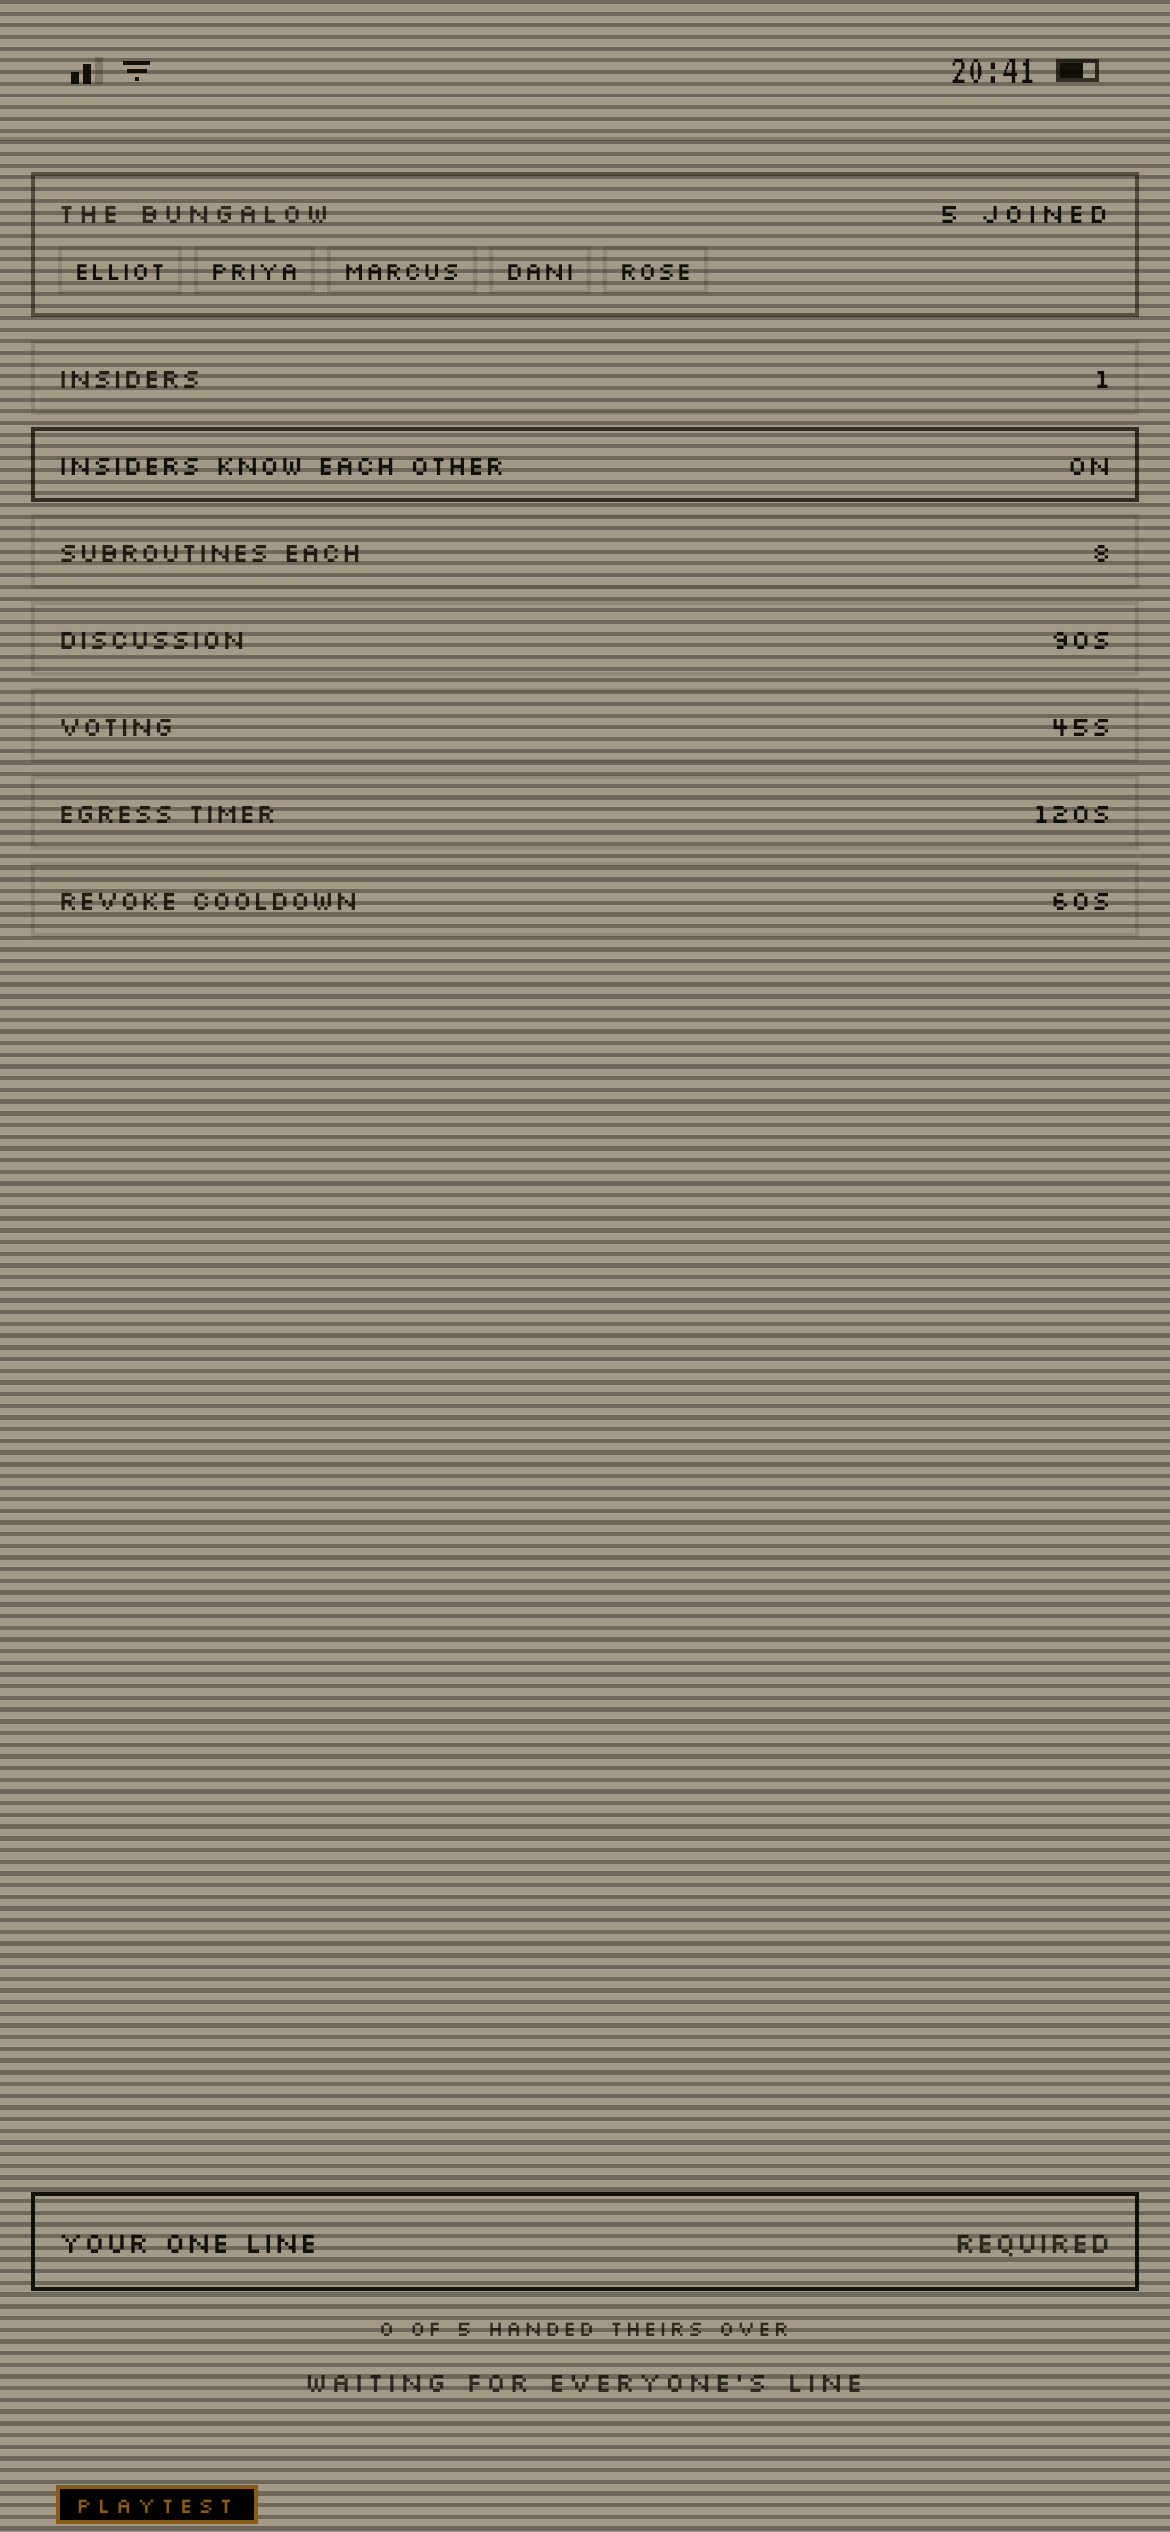 20:41
THE BUNGALOW 5 JOINED
ELLIOT PRIYA MARCUS DANI ROSE
INSIDERS 1
INSIDERS KNOW EACH OTHER ON
SUBROUTINES EACH 8
DISCUSSION 90S
VOTING 45S
EGRESS TIMER 120S
REVOKE COOLDOWN 60S
YOUR ONE LINE REQUIRED
0 OF 5 HANDED THEIRS OVER
WAITING FOR EVERYONE'S LINE
PLAYTEST